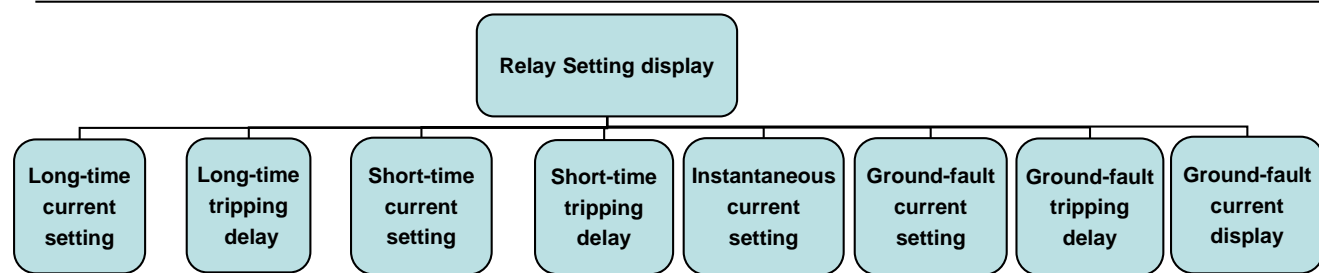 Relay Setting display
Long-time
current
setting
Long-time
tripping
delay
Short-time
current
setting
Short-time
tripping
delay
Instantaneous
current
setting
Ground-fault
current
setting
Ground-fault
tripping
delay
Ground-fault
current
display